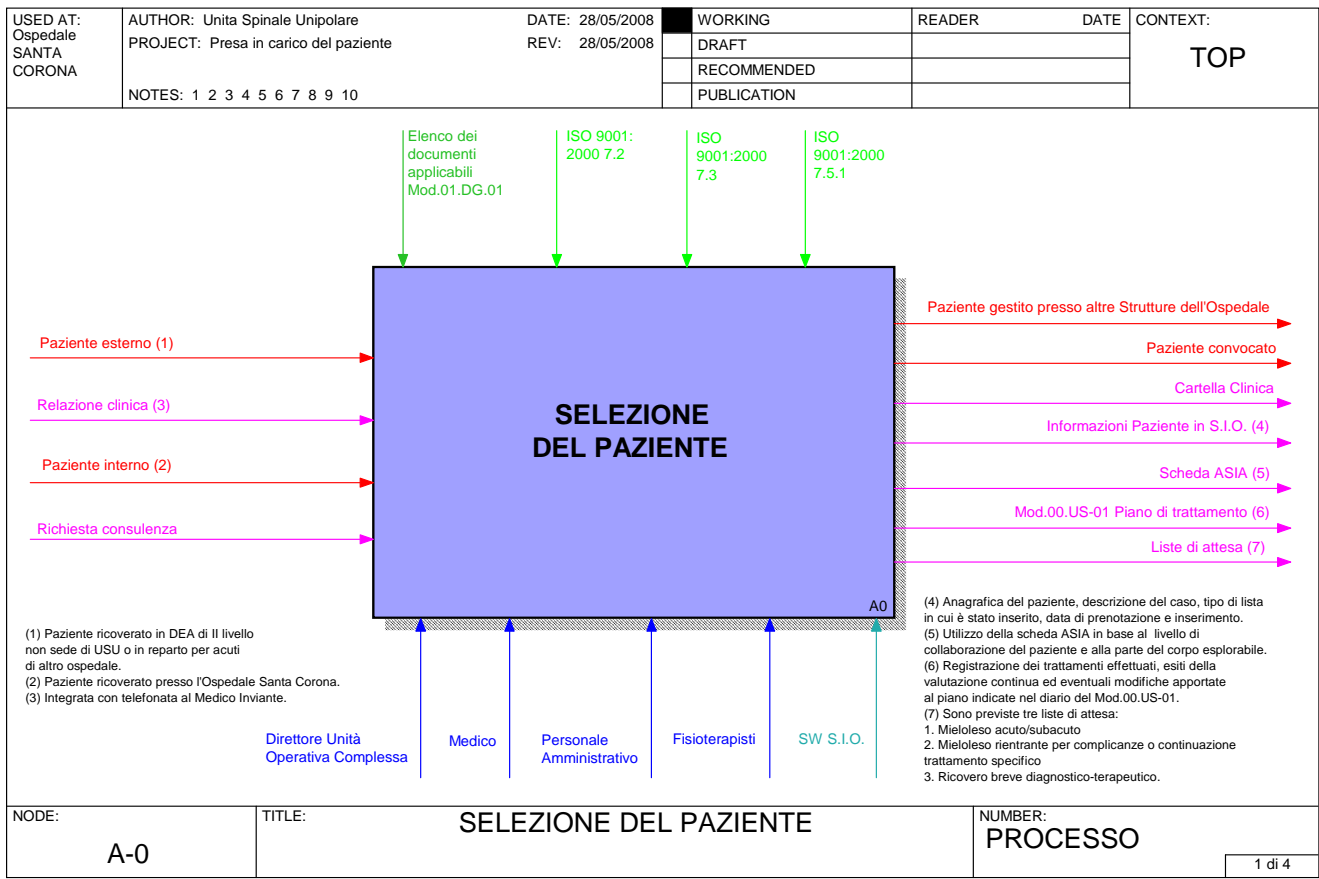 USED AT:
Ospedale
SANTA
CORONA
AUTHOR: Unita Spinale Unipolare
DATE: 28/05/2008
PROJECT: Presa in carico del paziente
REV: 28/05/2008
NOTES: 1 2 3 4 5 6 7 8 9 10
WORKING
DRAFT
RECOMMENDED
PUBLICATION
READER DATE
CONTEXT:
TOP
Elenco dei
documenti
applicabili
Mod.01.DG.01
ISO 9001:
2000 7.2
ISO
9001:2000
7.3
ISO
9001:2000
7.5.1
Paziente esterno (1)
Relazione clinica (3)
Paziente interno (2)
Richiesta consulenza
SELEZIONE
DEL PAZIENTE
A0
Paziente gestito presso altre Strutture dell'Ospedale
Paziente convocato
Cartella Clinica
Informazioni Paziente in S.I.O. (4)
Scheda ASIA (5)
Mod.00.US-01 Piano di trattamento (6)
Liste di attesa (7)
(1) Paziente ricoverato in DEA di II livello
non sede di USU o in reparto per acuti
di altro ospedale.
(2) Paziente ricoverato presso l'Ospedale Santa Corona.
(3) Integrata con telefonata al Medico Inviante.
Direttore Unità
Operativa Complessa
Medico
Personale
Amministrativo
Fisioterapisti
SW S.I.O.
(4) Anagrafica del paziente, descrizione del caso, tipo di lista
in cui è stato inserito, data di prenotazione e inserimento.
(5) Utilizzo della scheda ASIA in base al livello di
collaborazione del paziente e alla parte del corpo esplorabile.
(6) Registrazione dei trattamenti effettuati, esiti della
valutazione continua ed eventuali modifiche apportate
al piano indicate nel diario del Mod.00.US-01.
(7) Sono previste tre liste di attesa:
1. Mieloleso acuto/subacuto
2. Mieloleso rientrante per complicanze o continuazione
trattamento specifico
3. Ricovero breve diagnostico-terapeutico.
NODE:
A-0
TITLE:
SELEZIONE DEL PAZIENTE
NUMBER:
PROCESSO
1 di 4